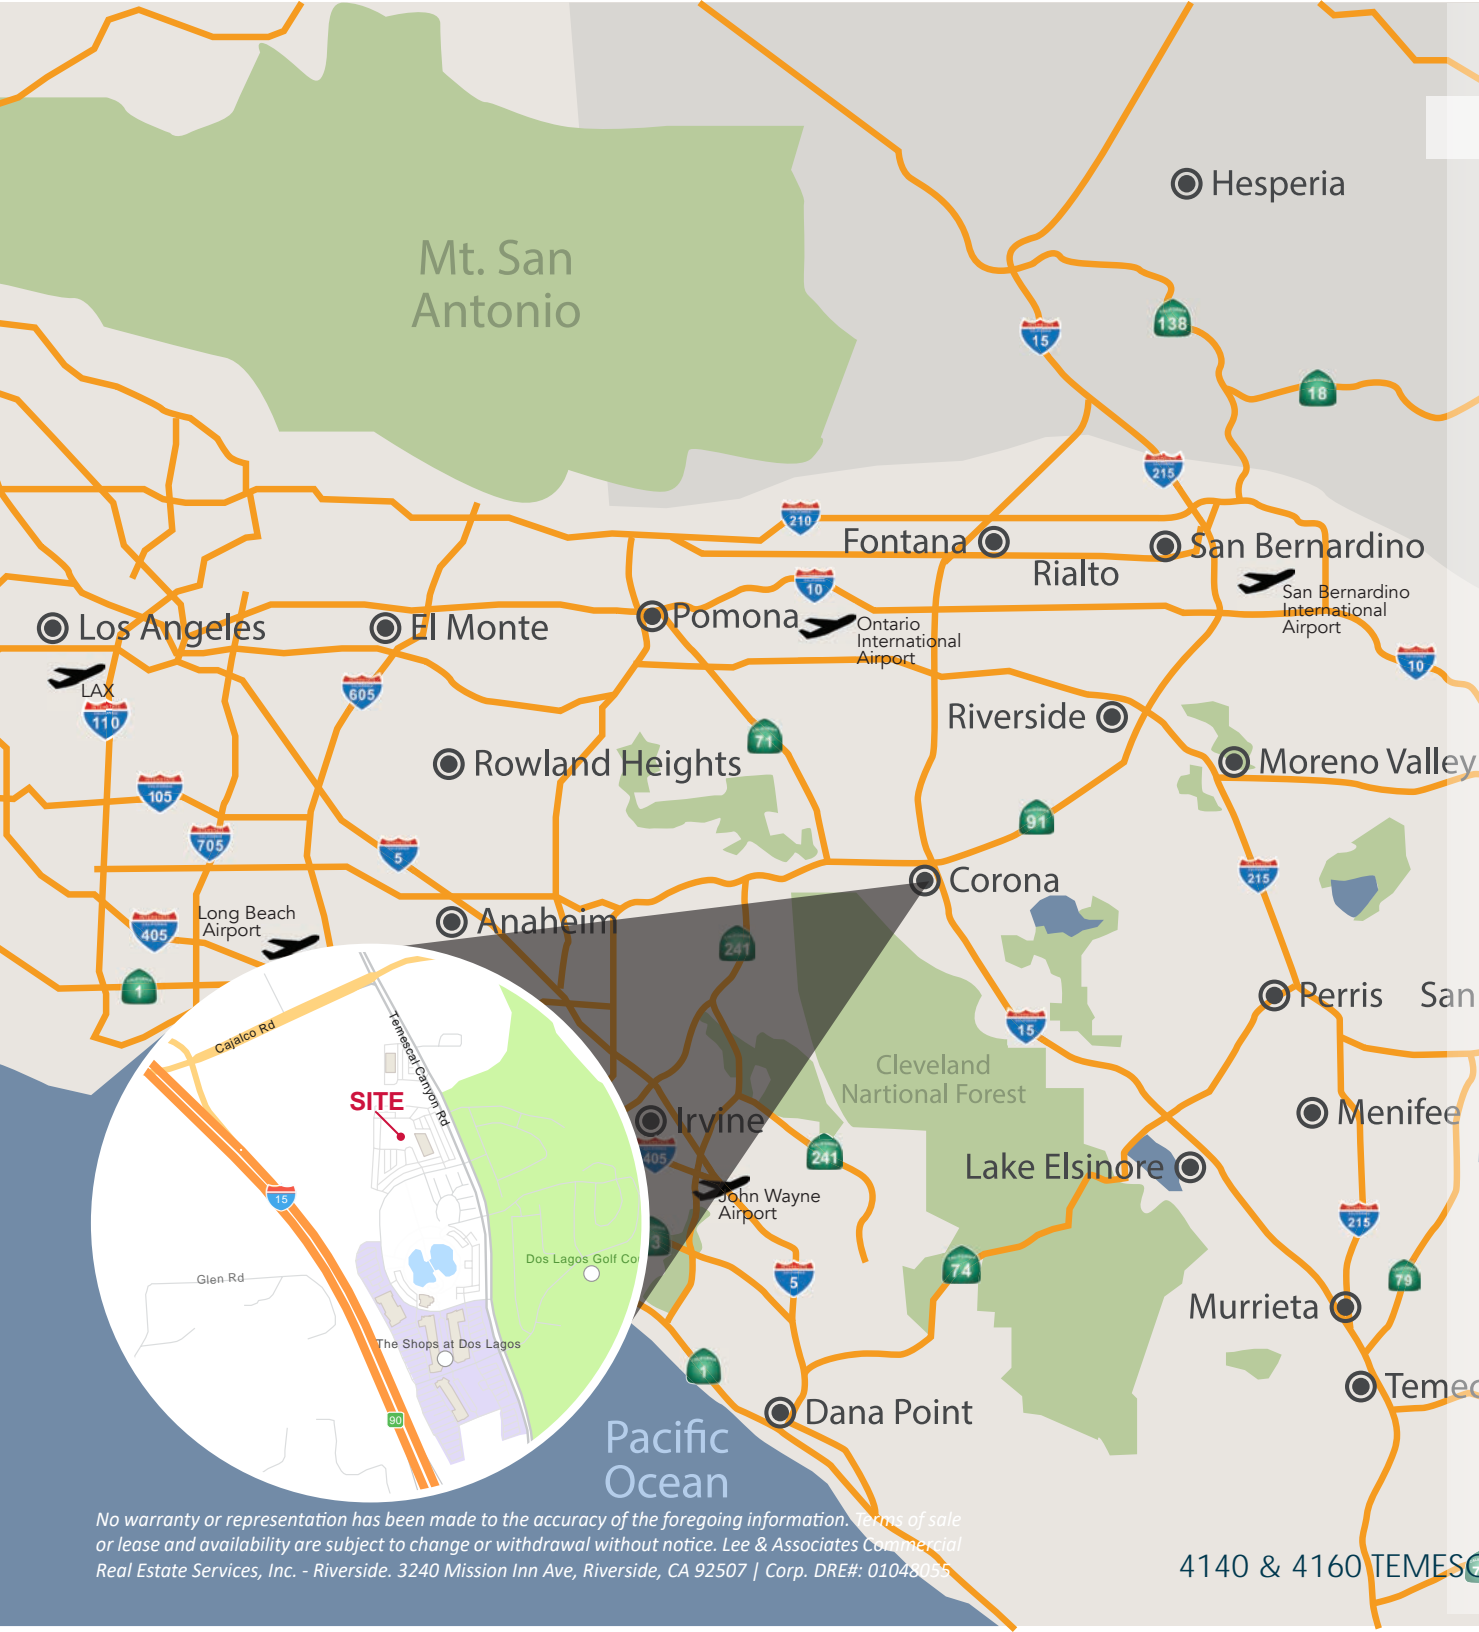 Hesperia
Mt. San
Antonio
138
15
18
215
210
Fontana
San Bernardino
Rialto
10
San Bernardino
International
Airport
Los Angeles
El Monte
Pomona
Ontario
International
Airport
10
LAX
605
110
Riverside
71
Rowland Heights
Moreno Valley
105
91
705
5
215
Corona
Long Beach
Airport
Anaheim
405
241
1
Perris
San
15
Cajalco Rd
Temescal Canyon Rd
Cleveland
Nartional Forest
SITE
Irvine
Menifee
405
241
Lake Elsinore
15
John Wayne
Airport
215
3
Dos Lagos Golf Co
74
Glen Rd
5
79
Murrieta
The Shops at Dos Lagos
1
Temec
90
Dana Point
Pacific
Ocean
No warranty or representation has been made to the accuracy of the foregoing information. Terms of sale
or lease and availability are subject to change or withdrawal without notice. Lee & Associates Commercial
Real Estate Services, Inc. - Riverside. 3240 Mission Inn Ave, Riverside, CA 92507 | Corp. DRE#: 01048055
4140 & 4160 TEMESC